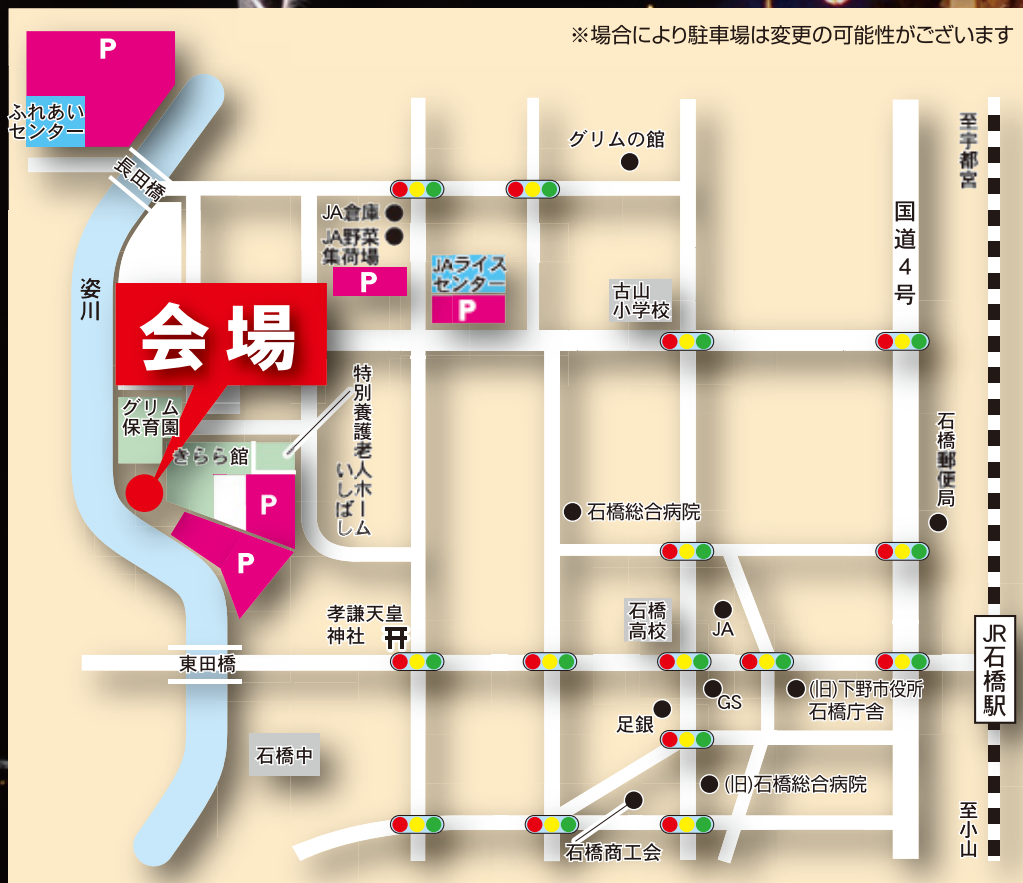 ※場合により駐車場は変更の可能性がございます
P
ふれあい
センター
長田橋
グリムの館
至宇都宮
JA倉庫
JA野菜
集荷場
P
JAライス
センター
P
国道4号
古山
小学校
姿川
会場
グリム
保育園
きらら館
特別養護老人ホーム
いしばし
P
P
石橋郵便局
石橋総合病院
孝謙天皇
神社
石橋
高校
JA
JR石橋駅
東田橋
GS
(旧)下野市役所
石橋庁舎
足銀
石橋中
(旧)石橋総合病院
至小山
石橋商工会